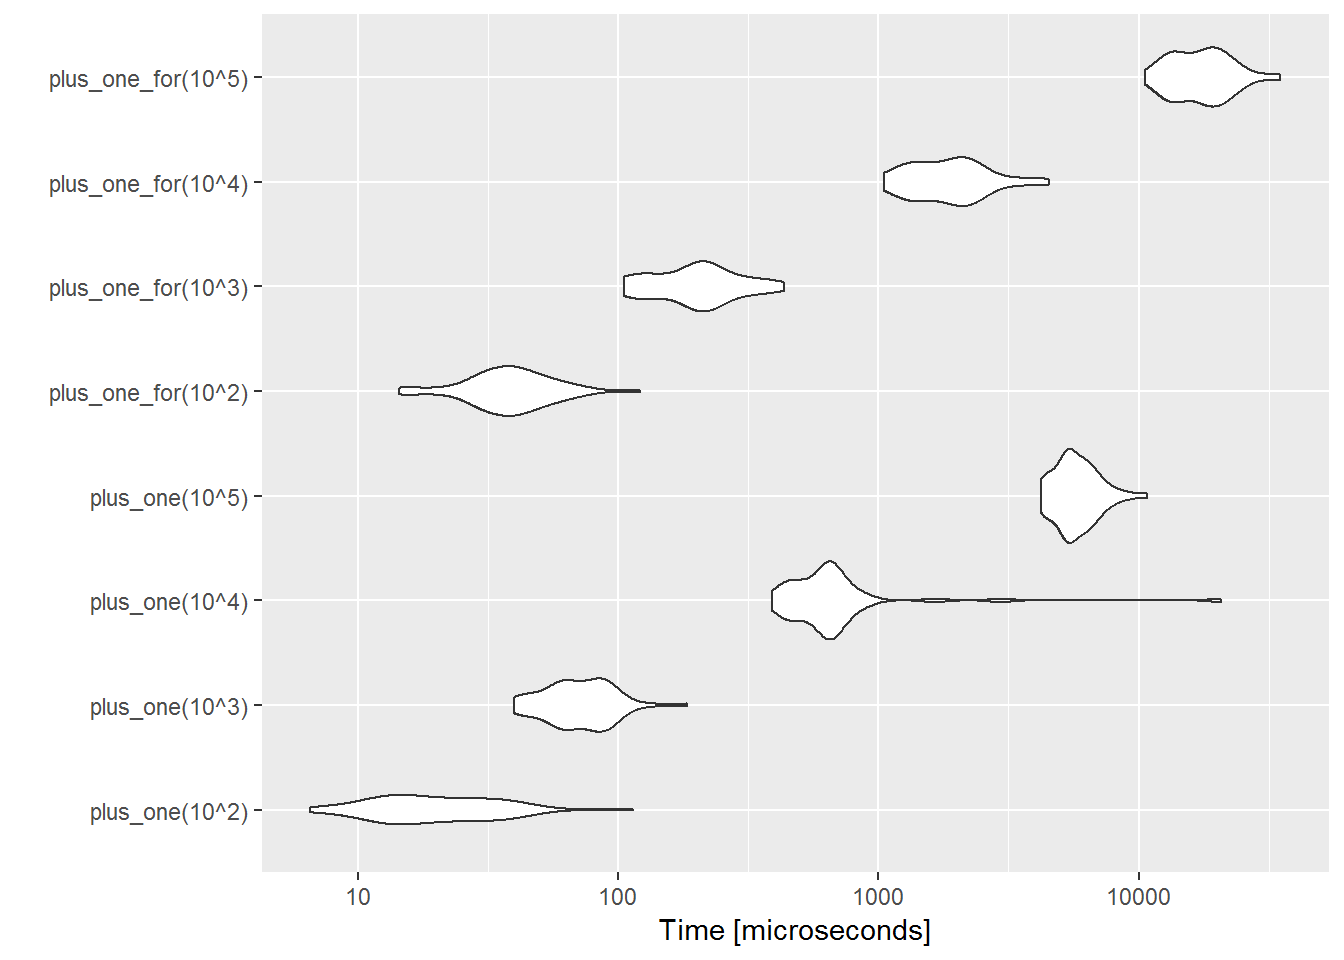 plus_one_for(10^5)
plus_one_for(10^4)
plus_one_for(10^3)
plus_one_for(10^2)
plus_one(10^5)
plus_one(10^4)
plus_one(10^3)
plus_one(10^2)
10 100 1000 10000
Time [microseconds]